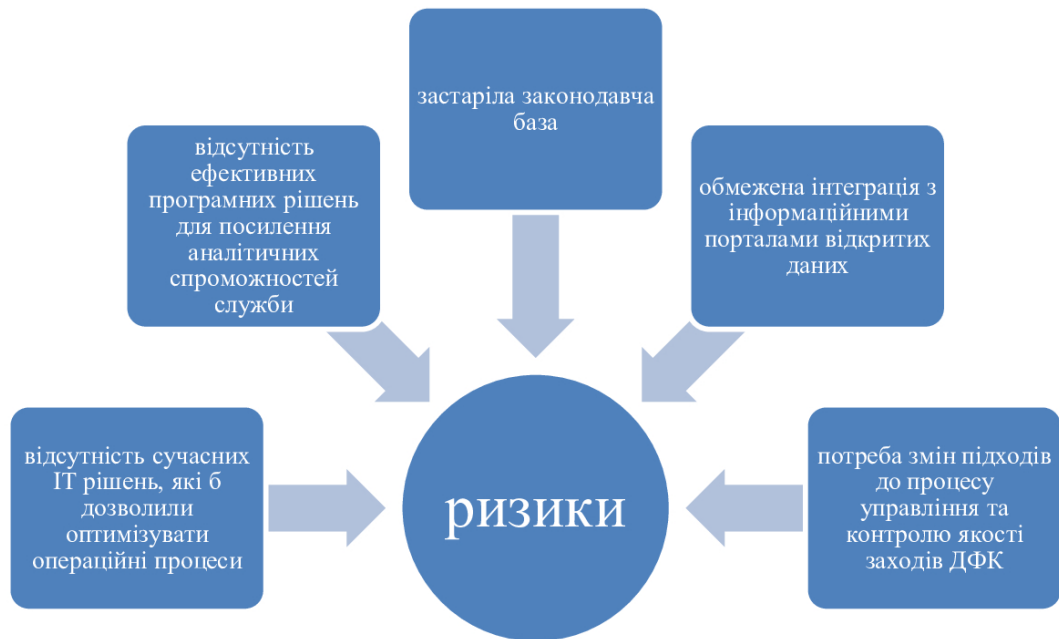 застаріла законодавча
база
відсутність
ефективних
програмних рішень
для посилення
аналітичних
спроможностей
служби
обмежена інтеграція з
інформаційними
порталами відкритих
даних
відсутність сучасних
ІТ рішень, які б
дозволили
оптимізувати
операційні процеси
ризики
потреба змін підходів
до процесу
управління та
контролю якості
заходів ДФК